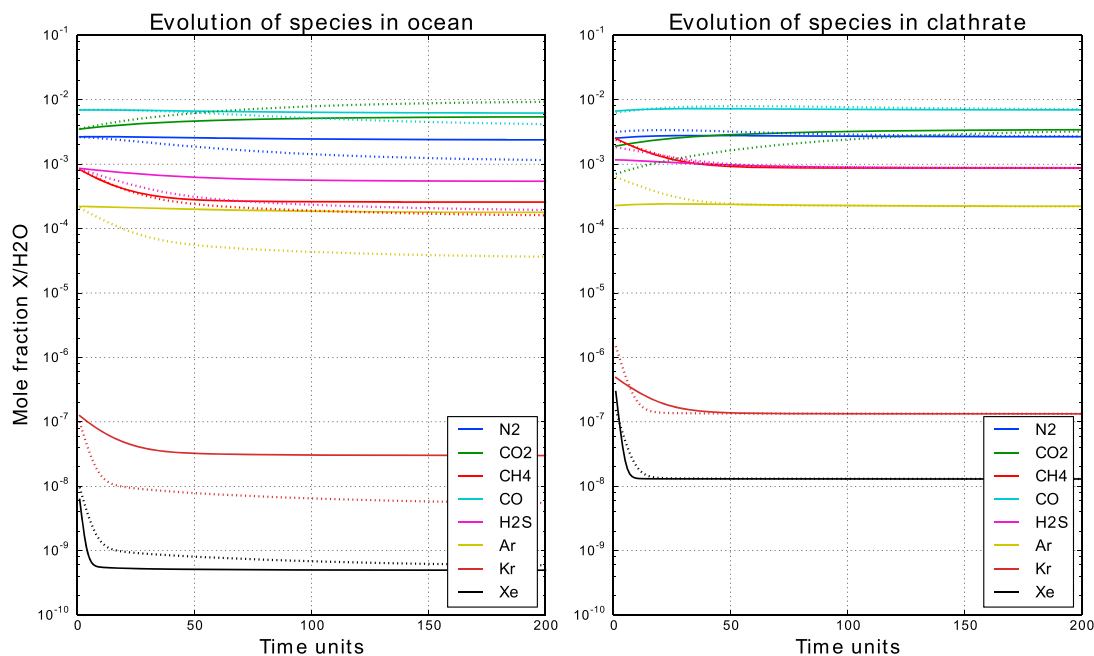 Evolution of species in ocean
10^-1
10^-2
10^-3
10^-4
10^-5
10^-6
10^-7
10^-8
10^-9
10^-10
Mole fraction X/H2O
0 50 100 150 200
Time units
N2
CO2
CH4
CO
H2S
Ar
Kr
Xe
Evolution of species in clathrate
10^-1
10^-2
10^-3
10^-4
10^-5
10^-6
10^-7
10^-8
10^-9
10^-10
0 50 100 150 200
Time units
N2
CO2
CH4
CO
H2S
Ar
Kr
Xe